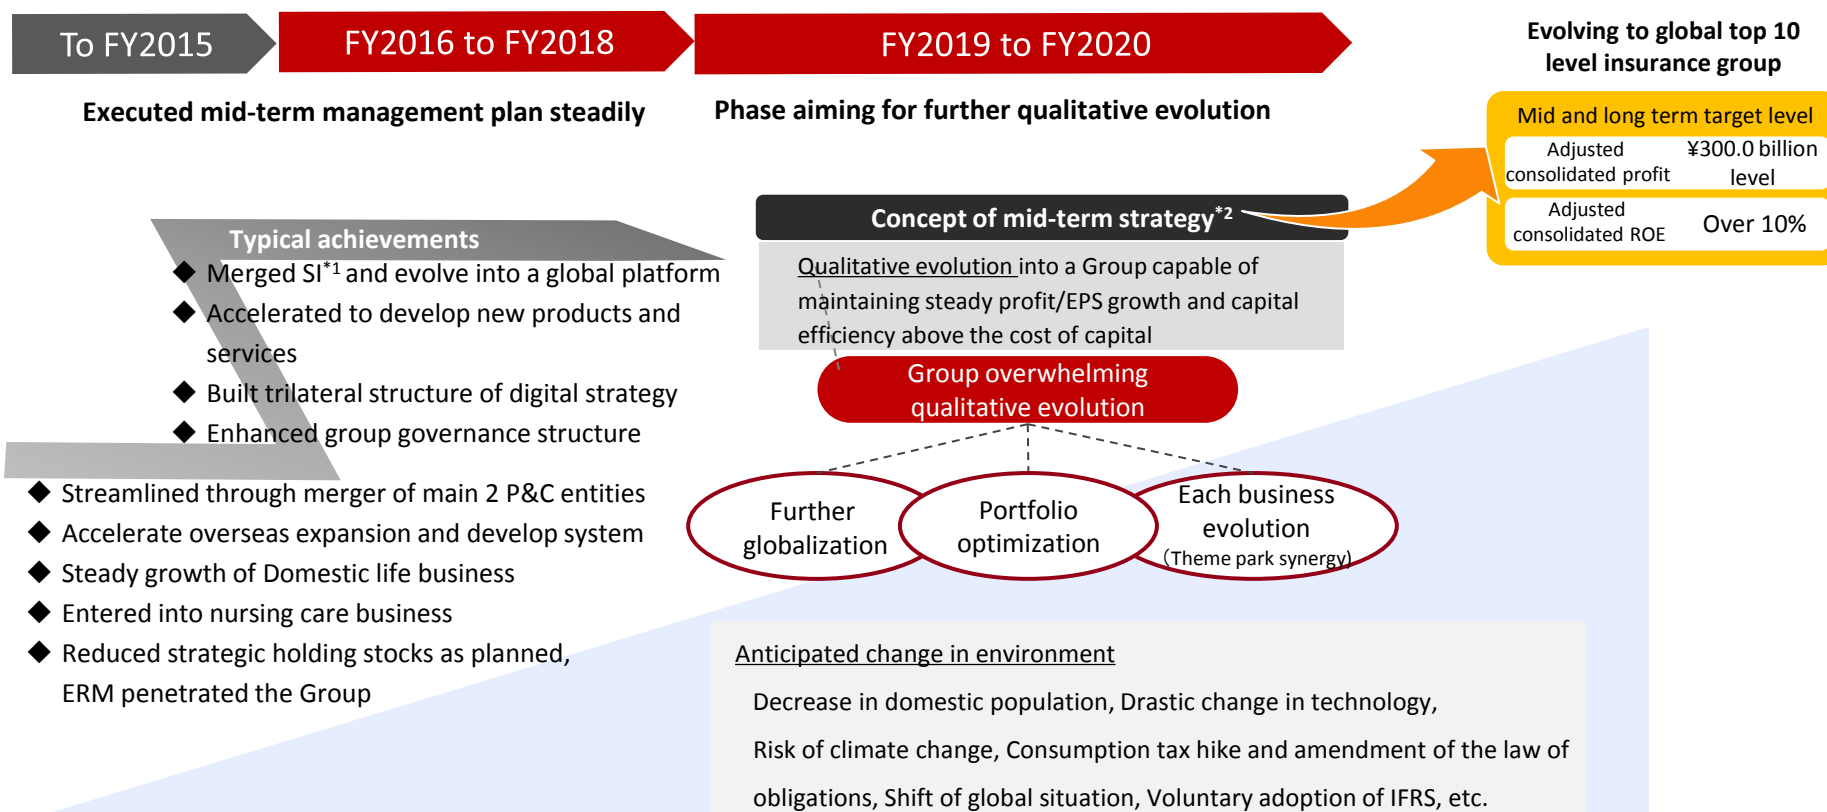 To FY2015
FY2016 to FY2018
FY2019 to FY2020
Evolving to global top 10
level insurance group
Executed mid-term management plan steadily
Phase aiming for further qualitative evolution
Mid and long term target level
Adjusted
consolidated profit
¥300.0 billion
level
Adjusted
consolidated ROE
Over 10%
Typical achievements
◆ Merged SI*1 and evolve into a global platform
◆ Accelerated to develop new products and
services
◆ Built trilateral structure of digital strategy
◆ Enhanced group governance structure
◆ Streamlined through merger of main 2 P&C entities
◆ Accelerate overseas expansion and develop system
◆ Steady growth of Domestic life business
◆ Entered into nursing care business
◆ Reduced strategic holding stocks as planned,
ERM penetrated the Group
Concept of mid-term strategy*2
Qualitative evolution into a Group capable of
maintaining steady profit/EPS growth and capital
efficiency above the cost of capital
Group overwhelming
qualitative evolution
Further
globalization
Portfolio
optimization
Each business
evolution
(Theme park synergy)
Anticipated change in environment
Decrease in domestic population, Drastic change in technology,
Risk of climate change, Consumption tax hike and amendment of the law of
obligations, Shift of global situation, Voluntary adoption of IFRS, etc.